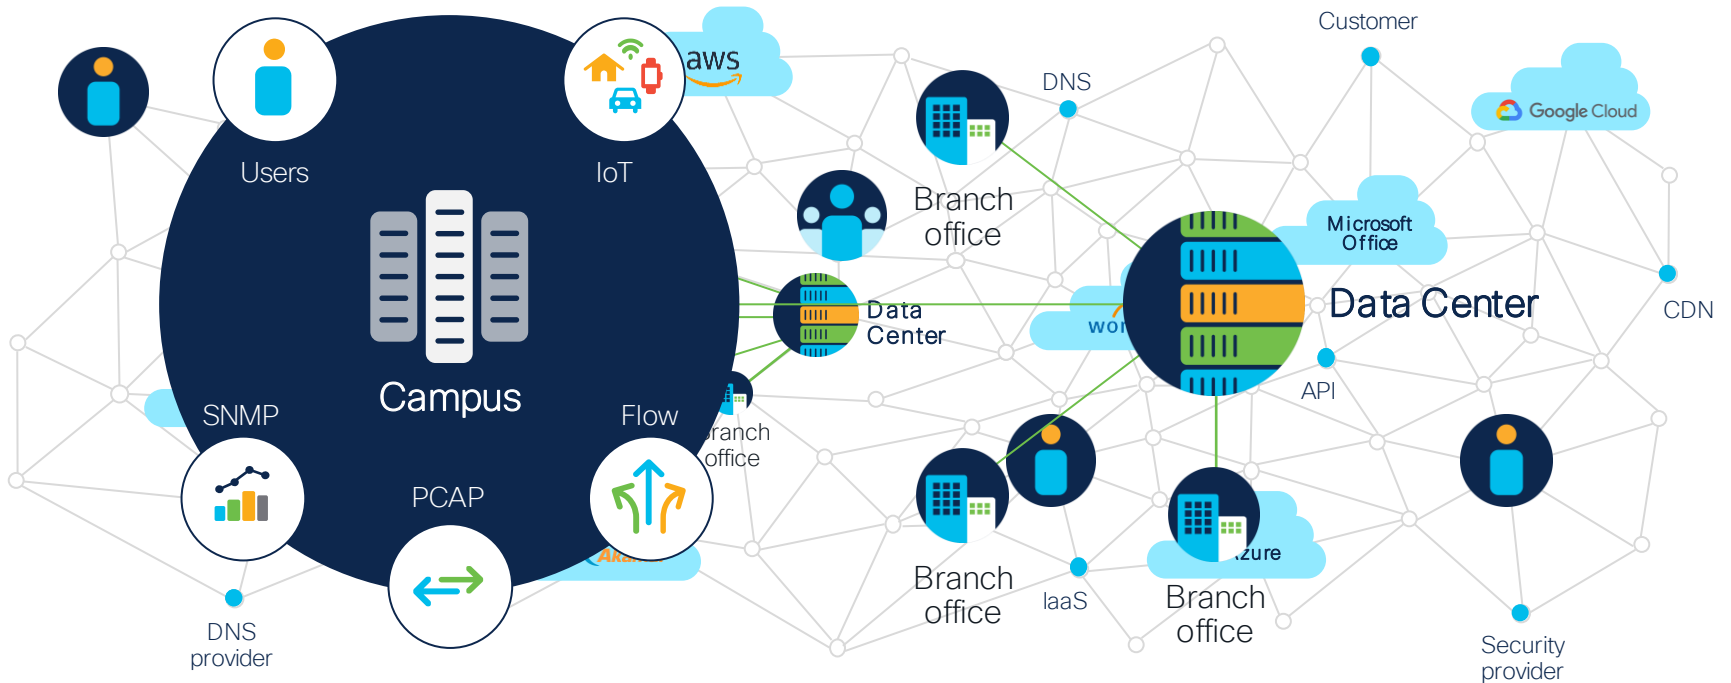 Customer
aws
DNS
Google Cloud
Users
IoT
Branch
office
Microsoft
Office
Data
Center
Data Center
CDN
API
Campus
SNMP
Flow
office
PCAP
Branch
office
IaaS
Branch
office
DNS
provider
Security
provider